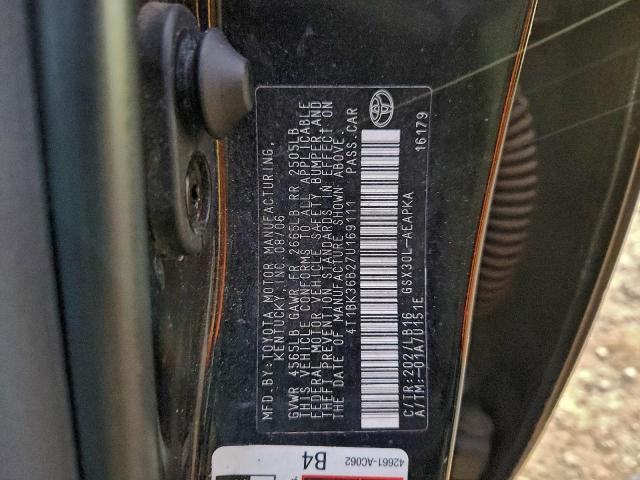 MFD.BY:TOYOTA MOTOR MANUFACTURING,
KENTUCKY,INC. 08/06
GVWR 4565LB GAWR FR 2665LB RR 2505LB
THIS VEHICLE CONFORMS TO ALL APPLICABLE
FEDERAL MOTOR VEHICLE SAFETY, BUMPER,AND
THEFT PREVENTION STANDARDS IN EFFECT ON
THE DATE OF MANUFACTURE SHOWN ABOVE.
4T1BK36B27U169111 PASS.CAR
C/TR:202/LB16 GSX30L-AEAPKA
A/TM:-01A/U151E 16179
42661-AC062
B4